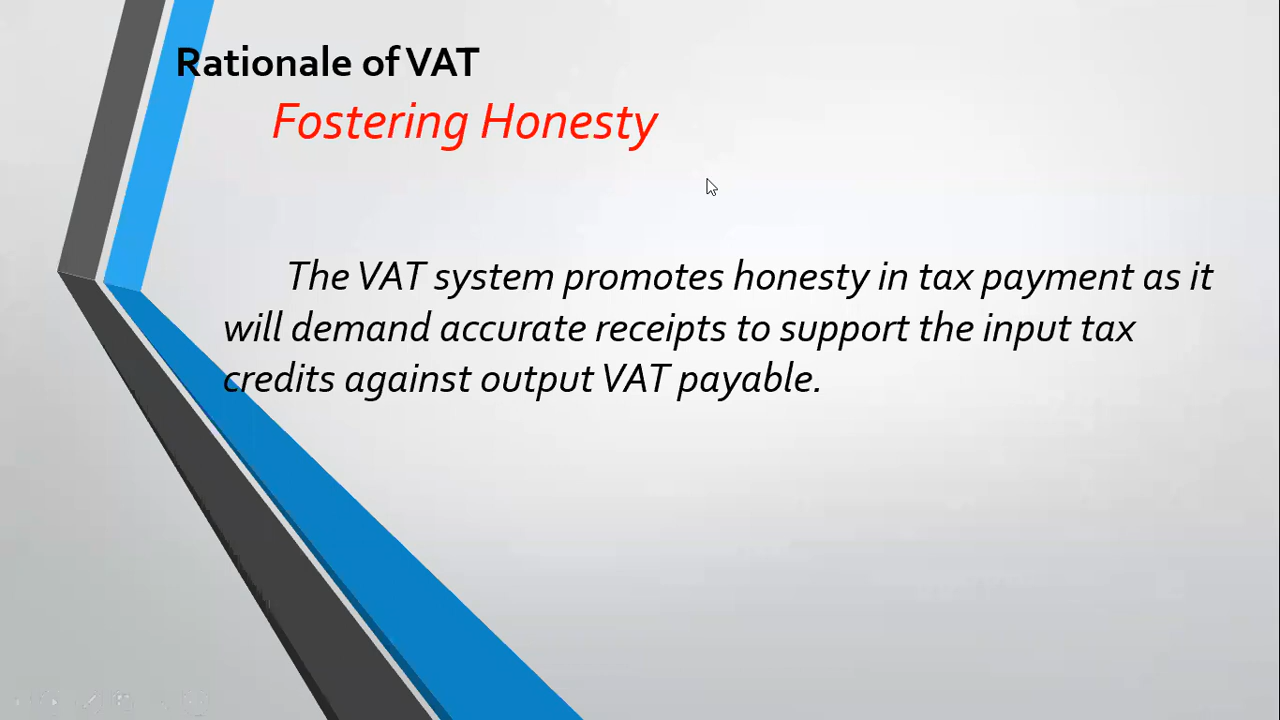 Rationale of VAT
Fostering Honesty
The VAT system promotes honesty in tax payment as it
will demand accurate receipts to support the input tax
credits against output VAT payable.